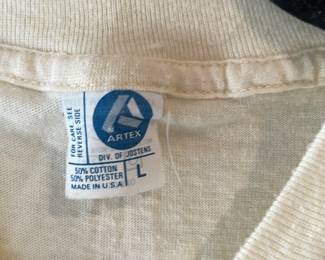 FOR CARE SEE
REVERSE SIDE
ARTEX
DIV. OF JOSTENS
50% COTTON
50% POLYESTER
MADE IN U.S.A.
L